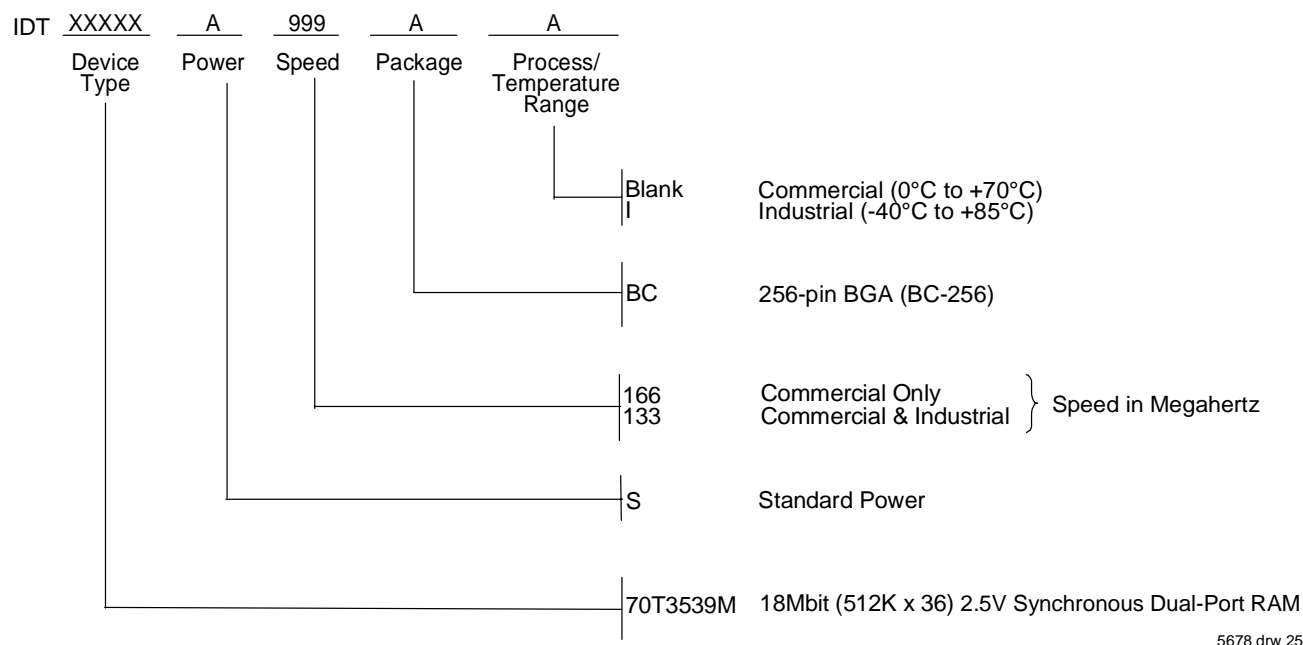 IDT XXXXX A 999 A A
Device Type Power Speed Package Process/ Temperature Range
Blank Commercial (0°C to +70°C)
I Industrial (-40°C to +85°C)
BC 256-pin BGA (BC-256)
166 Commercial Only
133 Commercial & Industrial
Speed in Megahertz
S Standard Power
70T3539M 18Mbit (512K x 36) 2.5V Synchronous Dual-Port RAM
5678 drw 25